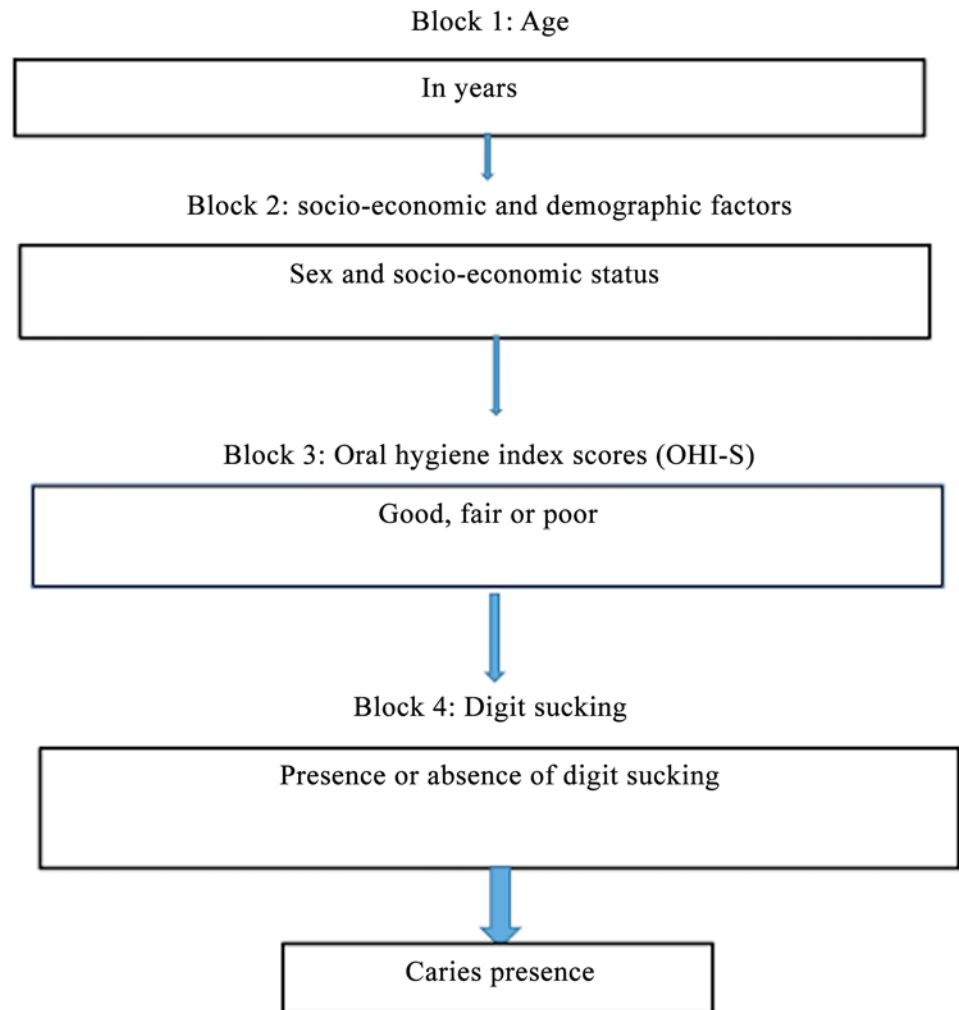 Block 1: Age
In years
Block 2: socio-economic and demographic factors
Sex and socio-economic status
Block 3: Oral hygiene index scores (OHI-S)
Good, fair or poor
Block 4: Digit sucking
Presence or absence of digit sucking
Caries presence